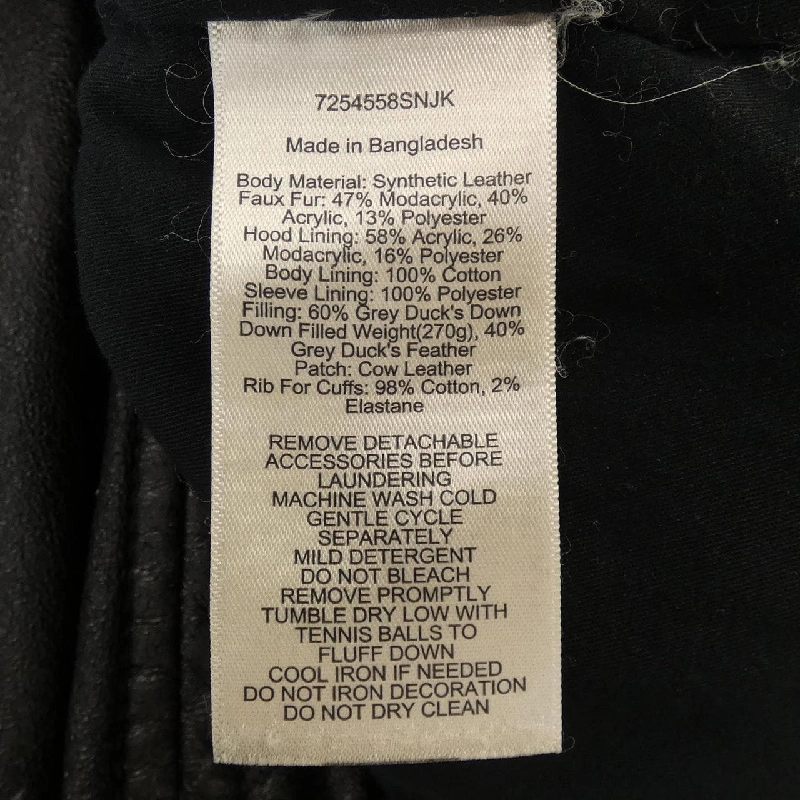 7254558SNJK
Made in Bangladesh
Body Material: Synthetic Leather
Faux Fur: 47% Modacrylic, 40%
Acrylic, 13% Polyester
Hood Lining: 58% Acrylic, 26%
Modacrylic, 16% Polyester
Body Lining: 100% Cotton
Sleeve Lining: 100% Polyester
Filling: 60% Grey Duck's Down
Down Filled Weight(270g), 40%
Grey Duck's Feather
Patch: Cow Leather
Rib For Cuffs: 98% Cotton, 2%
Elastane
REMOVE DETACHABLE
ACCESSORIES BEFORE
LAUNDERING
MACHINE WASH COLD
GENTLE CYCLE
SEPARATELY
MILD DETERGENT
DO NOT BLEACH
REMOVE PROMPTLY
TUMBLE DRY LOW WITH
TENNIS BALLS TO
FLUFF DOWN
COOL IRON IF NEEDED
DO NOT IRON DECORATION
DO NOT DRY CLEAN